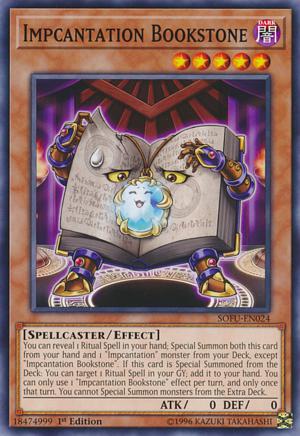 IMPCANTATION BOOKSTONE
DARK
闇
SOFU-EN024
[SPELLCASTER/EFFECT]
You can reveal 1 Ritual Spell in your hand; Special Summon both this card
from your hand and 1 "Impcantation" monster from your Deck, except
"Impcantation Bookstone". If this card is Special Summoned from the
Deck: You can target 1 Ritual Spell in your GY; add it to your hand. You
can only use 1 "Impcantation Bookstone" effect per turn, and only once
that turn. You cannot Special Summon monsters from the Extra Deck.
ATK/ 0 DEF/ 0
18474999 1st Edition ©1996 KAZUKI TAKAHASHI